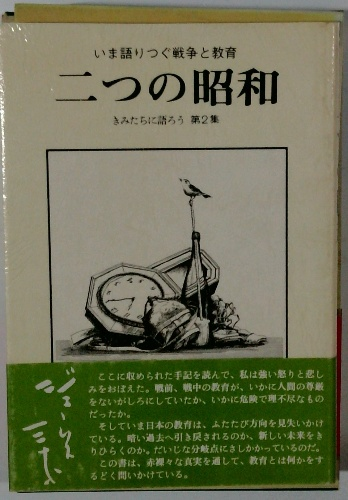 いま語りつぐ戦争と教育
二つの昭和
きみたちに語ろう 第2集
ここに収められた手記を読んで、私は強い怒りと悲し
みをおぼえた。戦前、戦中の教育が、いかに人間の尊厳
をないがしろにしていたか、いかに危険で理不尽なもの
だったか。
そしていま日本の教育は、ふたたび方向を見失いかけ
ている。暗い過去へ引き戻されるのか、新しい未来をき
りひらくのか。だいじな分岐点にさしかかっているのだ。
この書は、赤裸々な真実を通して、教育とは何かをす
るどく問いかけている。